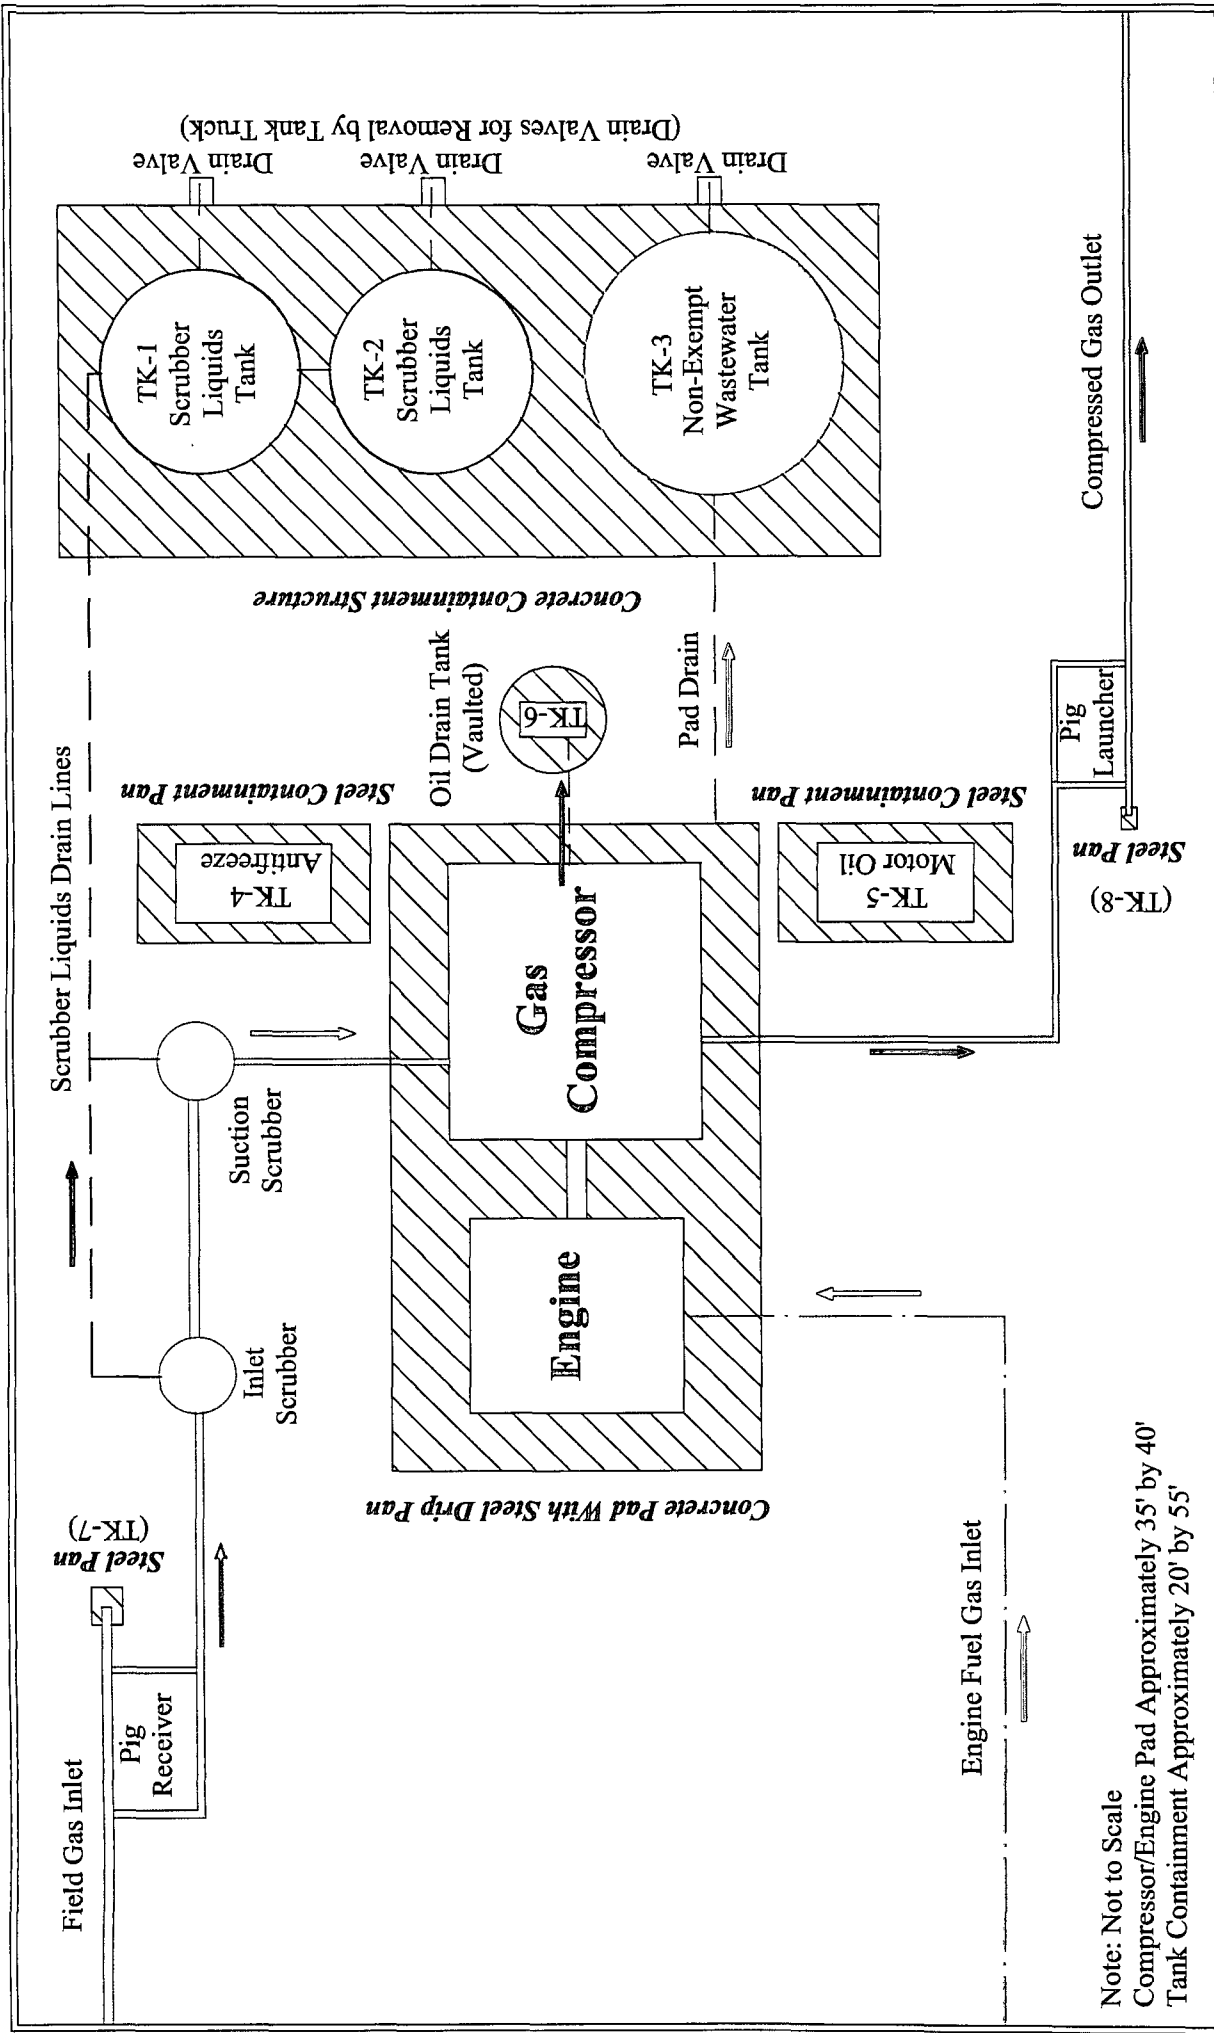 Field Gas Inlet
Pig
Receiver
Steel Pan
(TK-7)
Inlet
Scrubber
Suction
Scrubber
Scrubber Liquids Drain Lines
TK-1
Scrubber
Liquids
Tank
TK-2
Scrubber
Liquids
Tank
TK-3
Non-Exempt
Wastewater
Tank
Drain Valve
Drain Valve
Drain Valve
(Drain Valves for Removal by Tank Truck)
Concrete Containment Structure
Steel Containment Pan
TK-4
Antifreeze
Oil Drain Tank
(Vaulted)
TK-6
Pad Drain
Steel Containment Pan
TK-5
Motor Oil
Engine
Gas
Compressor
Concrete Pad With Steel Drip Pan
Engine Fuel Gas Inlet
Pig
Launcher
Steel Pan
(TK-8)
Compressed Gas Outlet
Note: Not to Scale
Compressor/Engine Pad Approximately 35' by 40'
Tank Containment Approximately 20' by 55'